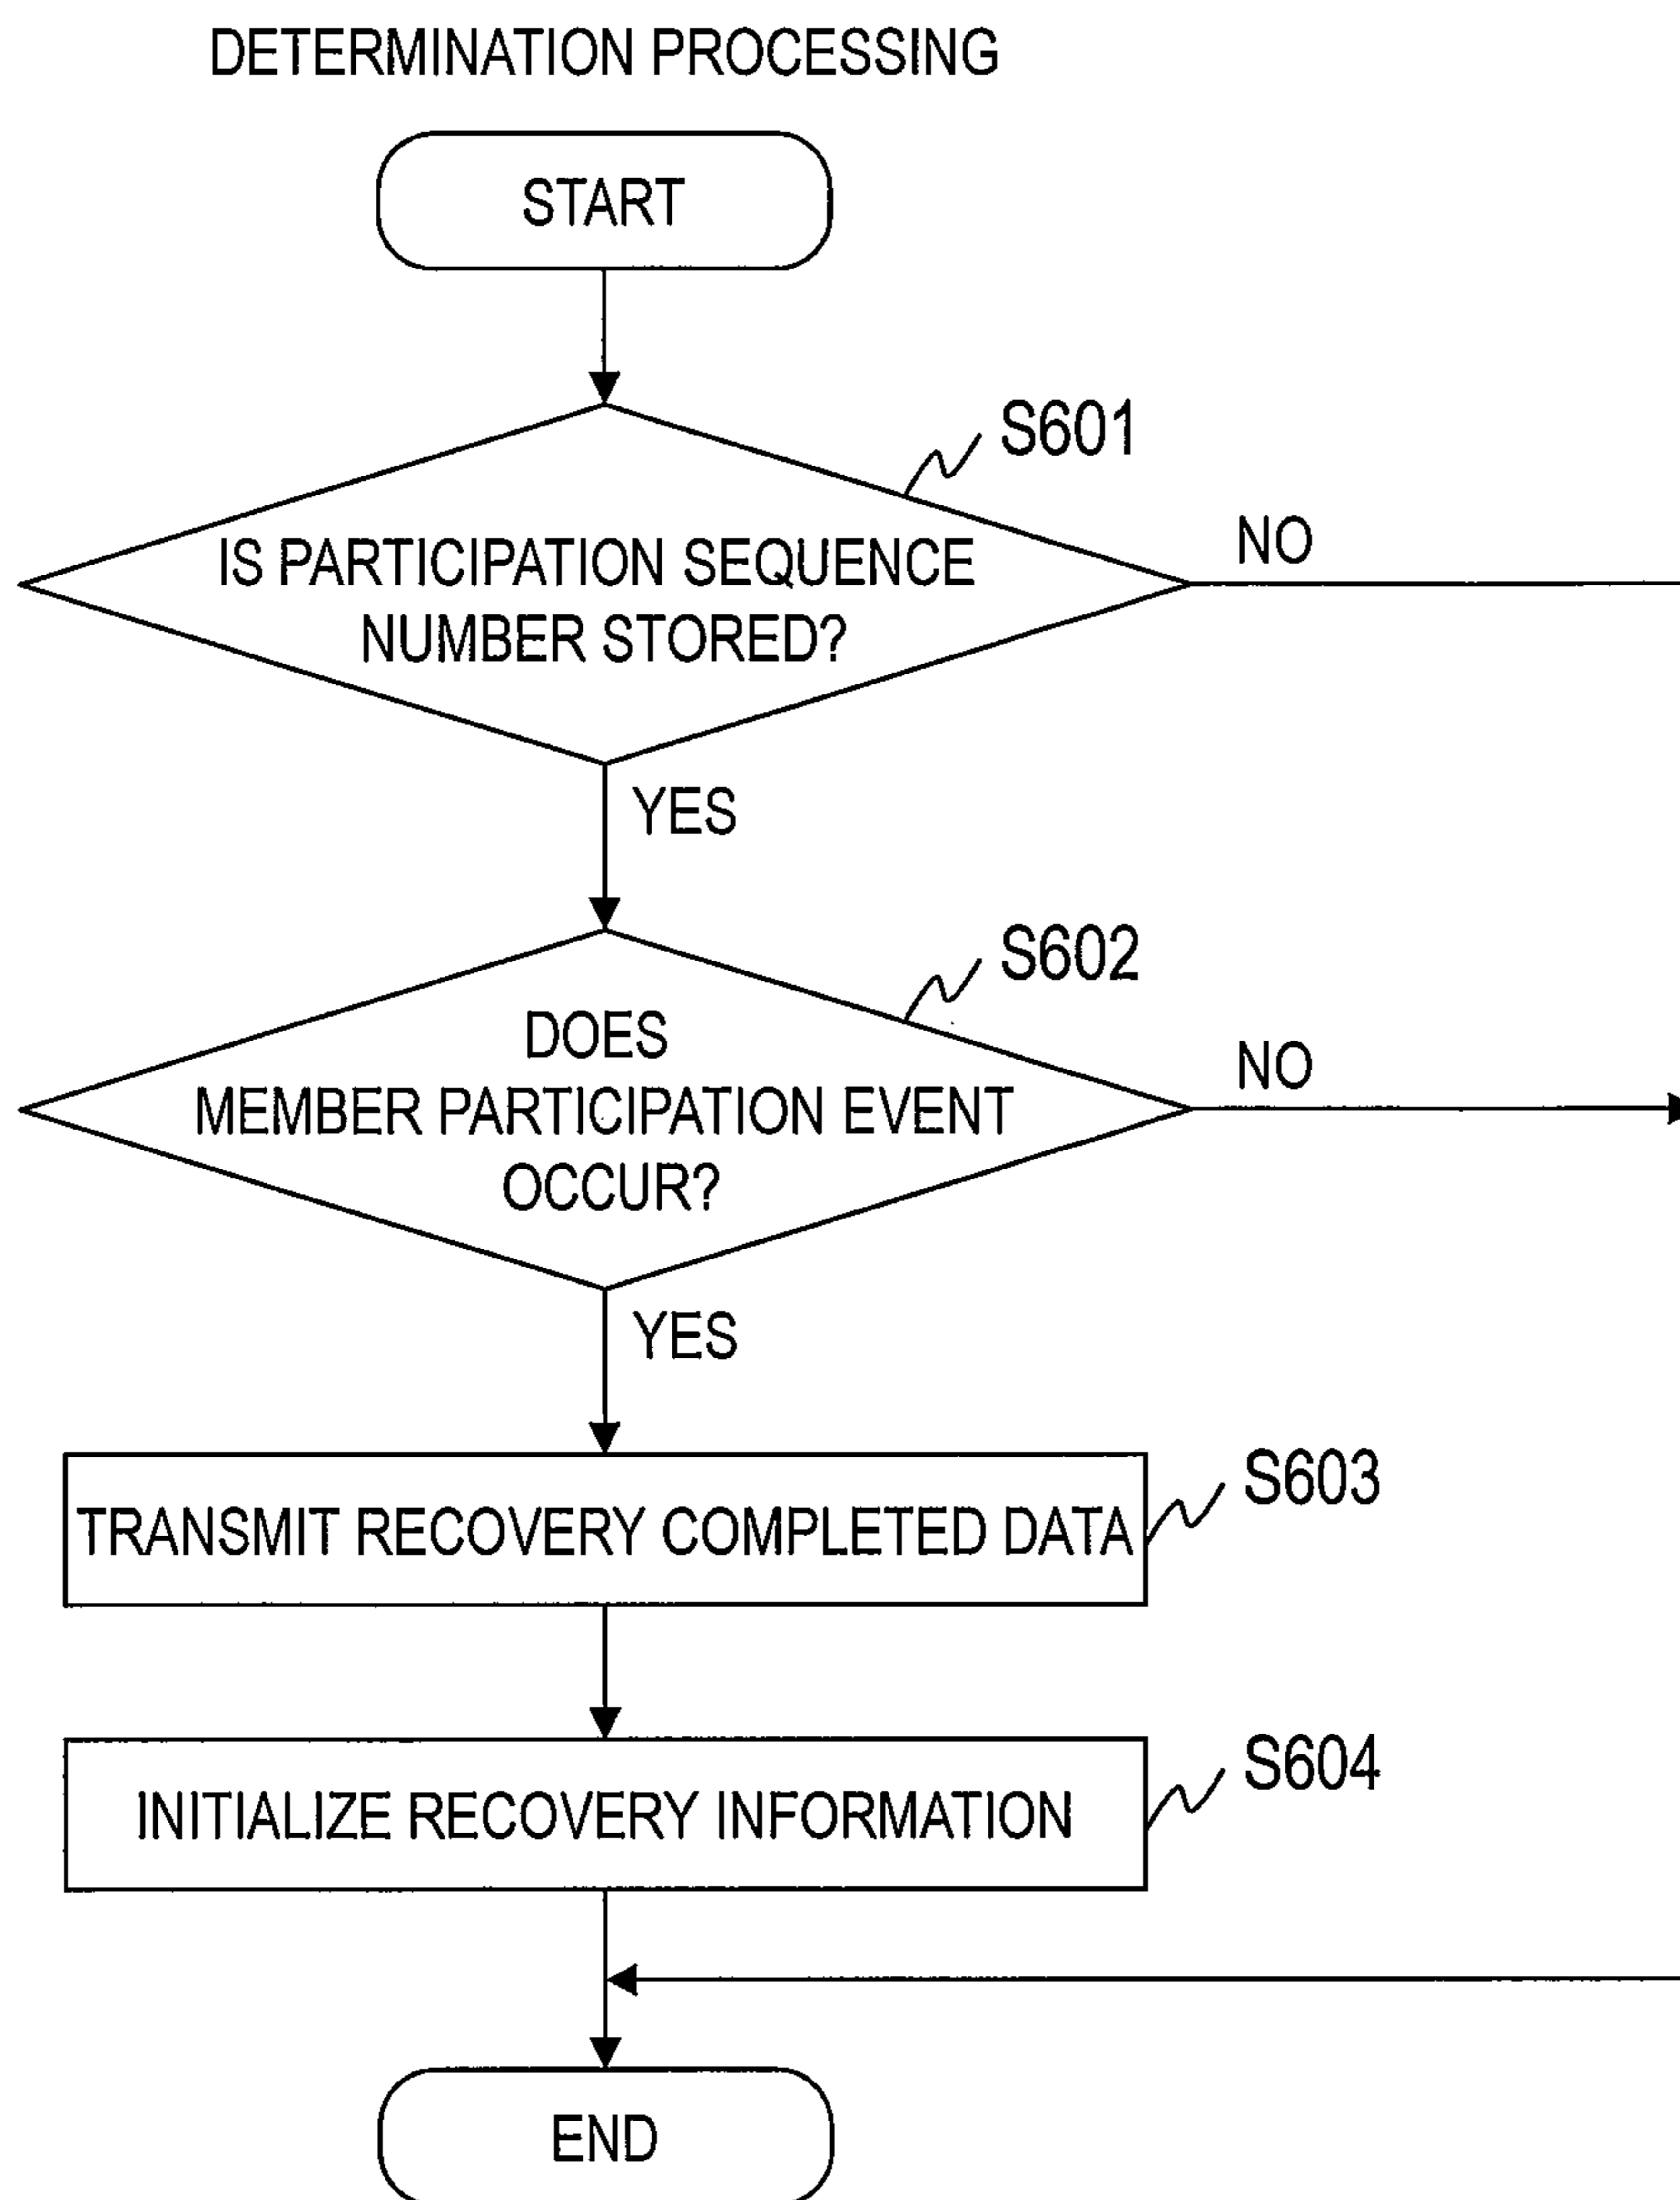 DETERMINATION PROCESSING
START
S601
IS PARTICIPATION SEQUENCE
NUMBER STORED?
NO
YES
S602
DOES
MEMBER PARTICIPATION EVENT
OCCUR?
NO
YES
S603
TRANSMIT RECOVERY COMPLETED DATA
S604
INITIALIZE RECOVERY INFORMATION
END